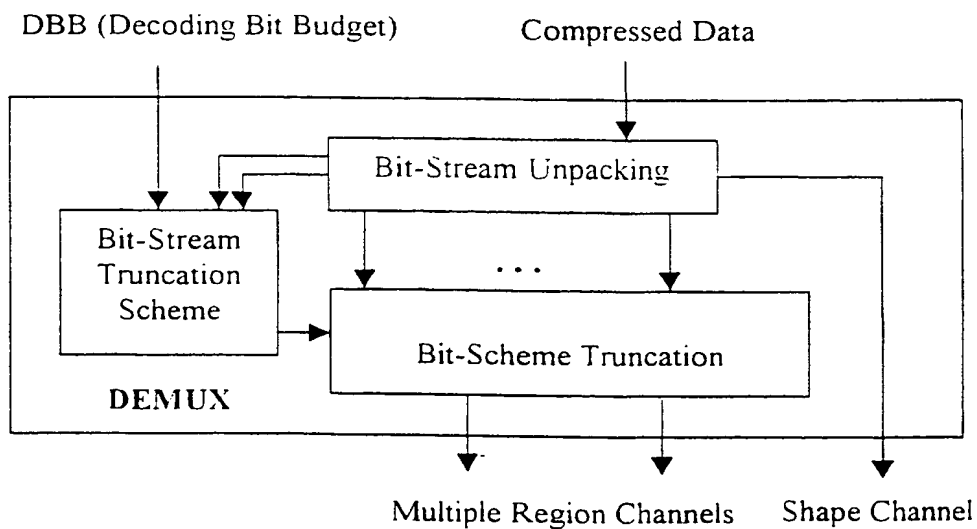 DBB (Decoding Bit Budget)
Compressed Data
Bit-Stream Unpacking
Bit-Stream
Truncation
Scheme
...
Bit-Scheme Truncation
DEMUX
Multiple Region Channels
Shape Channel